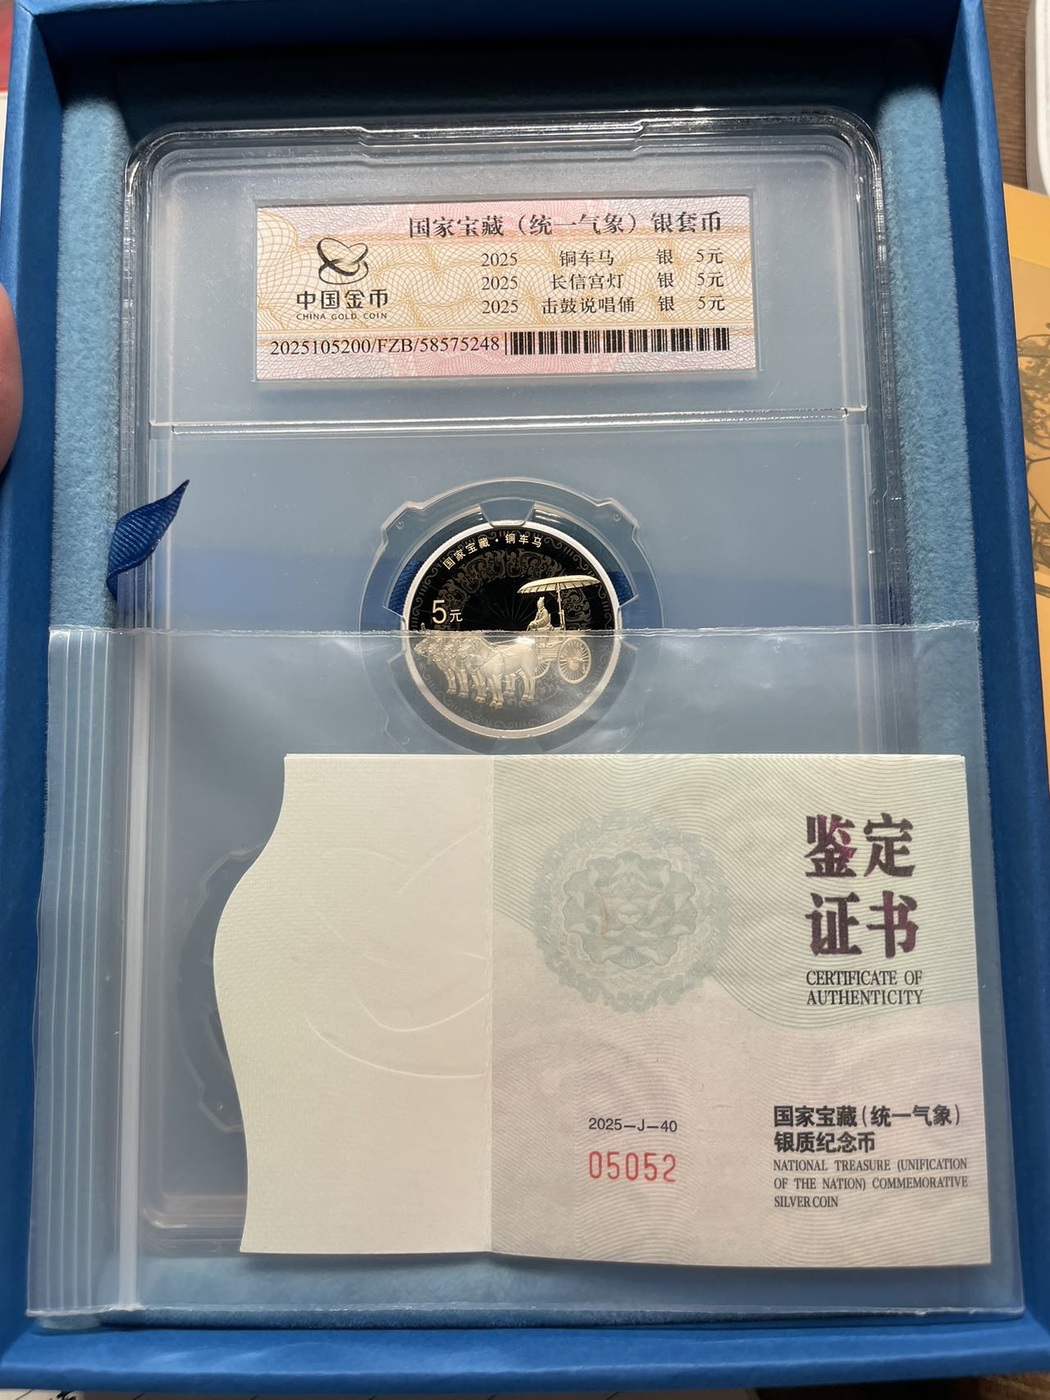 国家宝藏（统一气象）银套币
2025 铜车马 银 5元
2025 长信宫灯 银 5元
2025 击鼓说唱俑 银 5元
中国金币
CHINA GOLD COIN
2025105200/FZB/58575248
国家宝藏·铜车马
5元
鉴定
证书
CERTIFICATE OF
AUTHENTICITY
2025-J-40
05052
国家宝藏（统一气象）
银质纪念币
NATIONAL TREASURE (UNIFICATION
OF THE NATION) COMMEMORATIVE
SILVER COIN